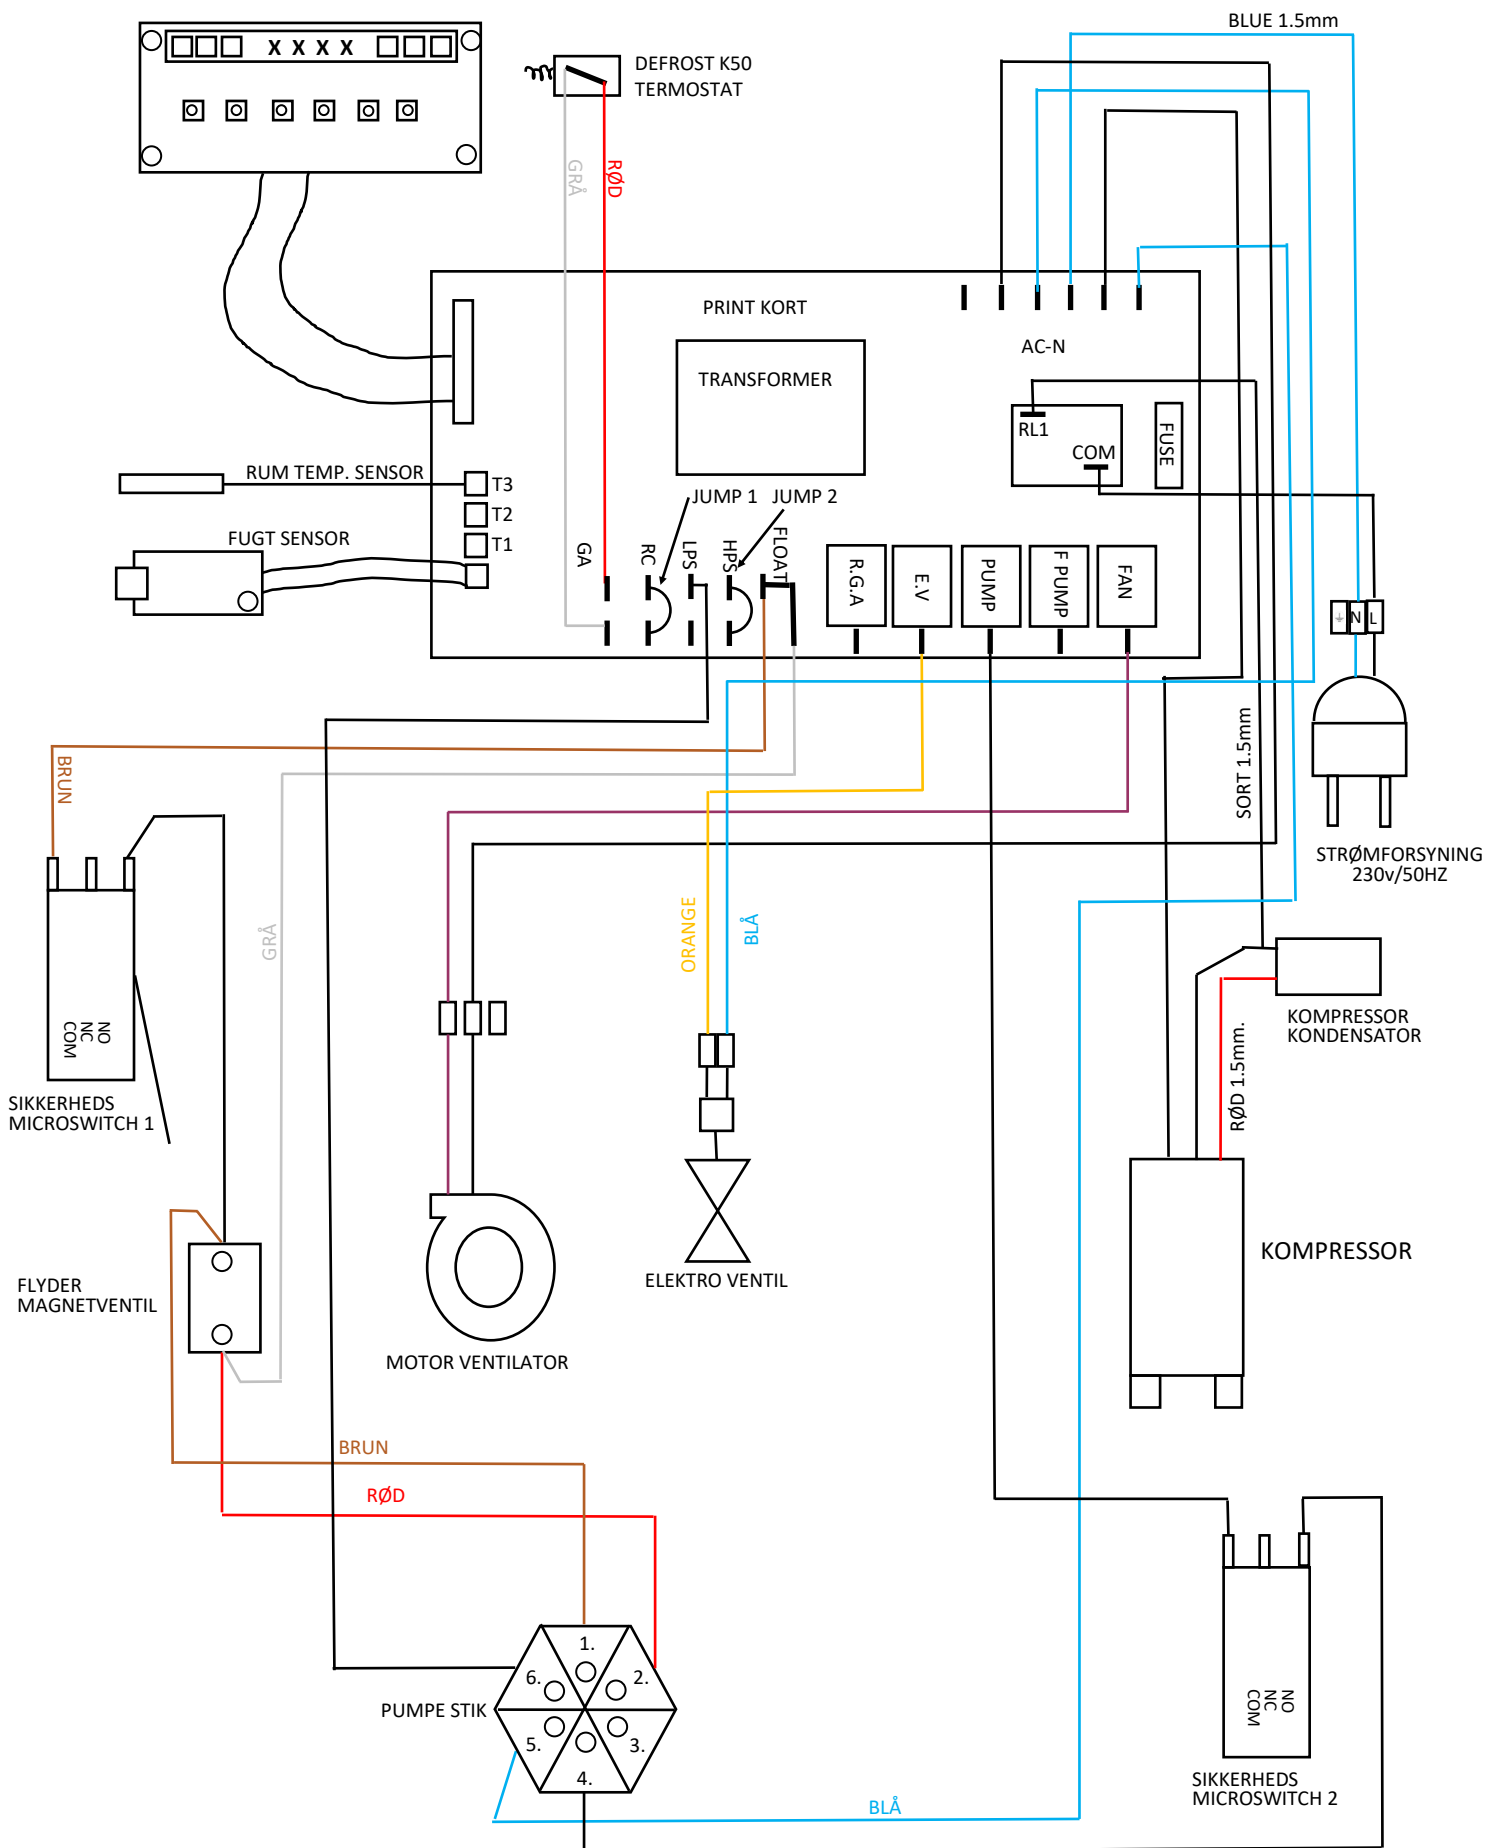 BLUE 1.5mm
X X X X
DEFROST K50
TERMOSTAT
GRÅ
RØD
PRINT KORT
TRANSFORMER
AC-N
RL1
COM
FUSE
RUM TEMP. SENSOR
T3
T2
T1
FUGT SENSOR
JUMP 1
JUMP 2
GA
RC
LPS
HPS
FLOAT
R.G.A
E.V
PUMP
F PUMP
FAN
N
L
BRUN
SORT 1.5mm
STRØMFORSYNING
230v/50HZ
GRÅ
ORANGE
BLÅ
NO
NC
COM
SIKKERHEDS
MICROSWITCH 1
KOMPRESSOR
KONDENSATOR
RØD 1.5mm.
KOMPRESSOR
FLYDER
MAGNETVENTIL
ELEKTRO VENTIL
MOTOR VENTILATOR
BRUN
RØD
1.
2.
3.
4.
5.
6.
PUMPE STIK
BLÅ
NO
NC
COM
SIKKERHEDS
MICROSWITCH 2